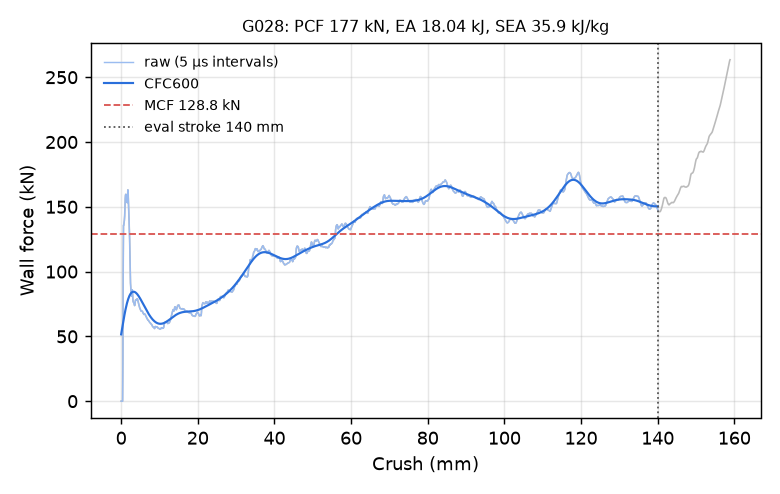 G028: PCF 177 kN, EA 18.04 kJ, SEA 35.9 kJ/kg
raw (5 µs intervals)
CFC600
MCF 128.8 kN
eval stroke 140 mm
Wall force (kN)
250
200
150
100
50
0
0 20 40 60 80 100 120 140 160
Crush (mm)